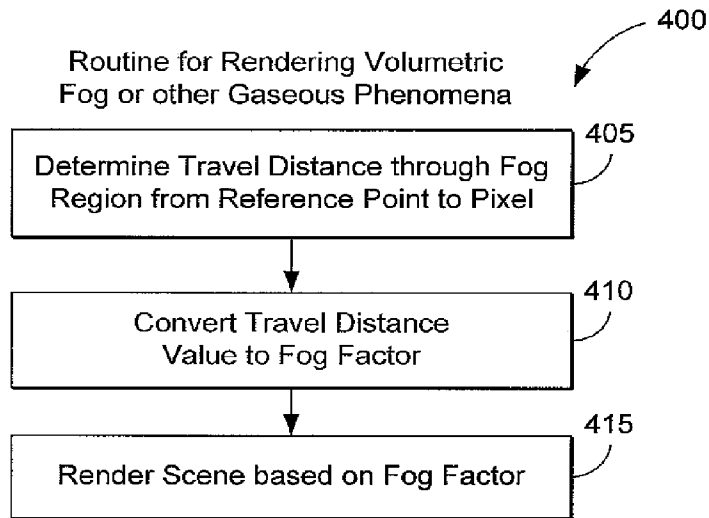 400
Routine for Rendering Volumetric
Fog or other Gaseous Phenomena
405
Determine Travel Distance through Fog
Region from Reference Point to Pixel
410
Convert Travel Distance
Value to Fog Factor
415
Render Scene based on Fog Factor